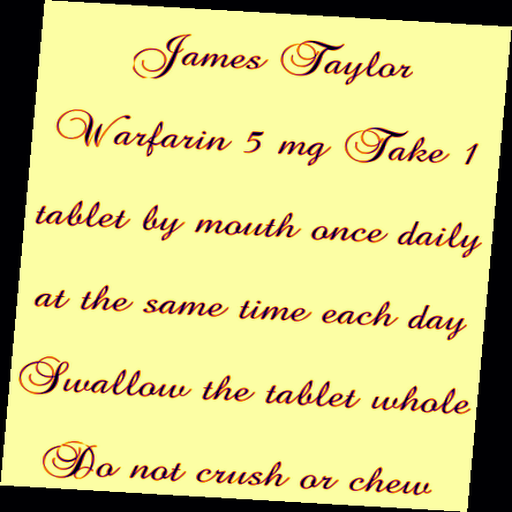 James Taylor
Warfarin 5 mg Take 1
tablet by mouth once daily
at the same time each day
Swallow the tablet whole
Do not crush or chew